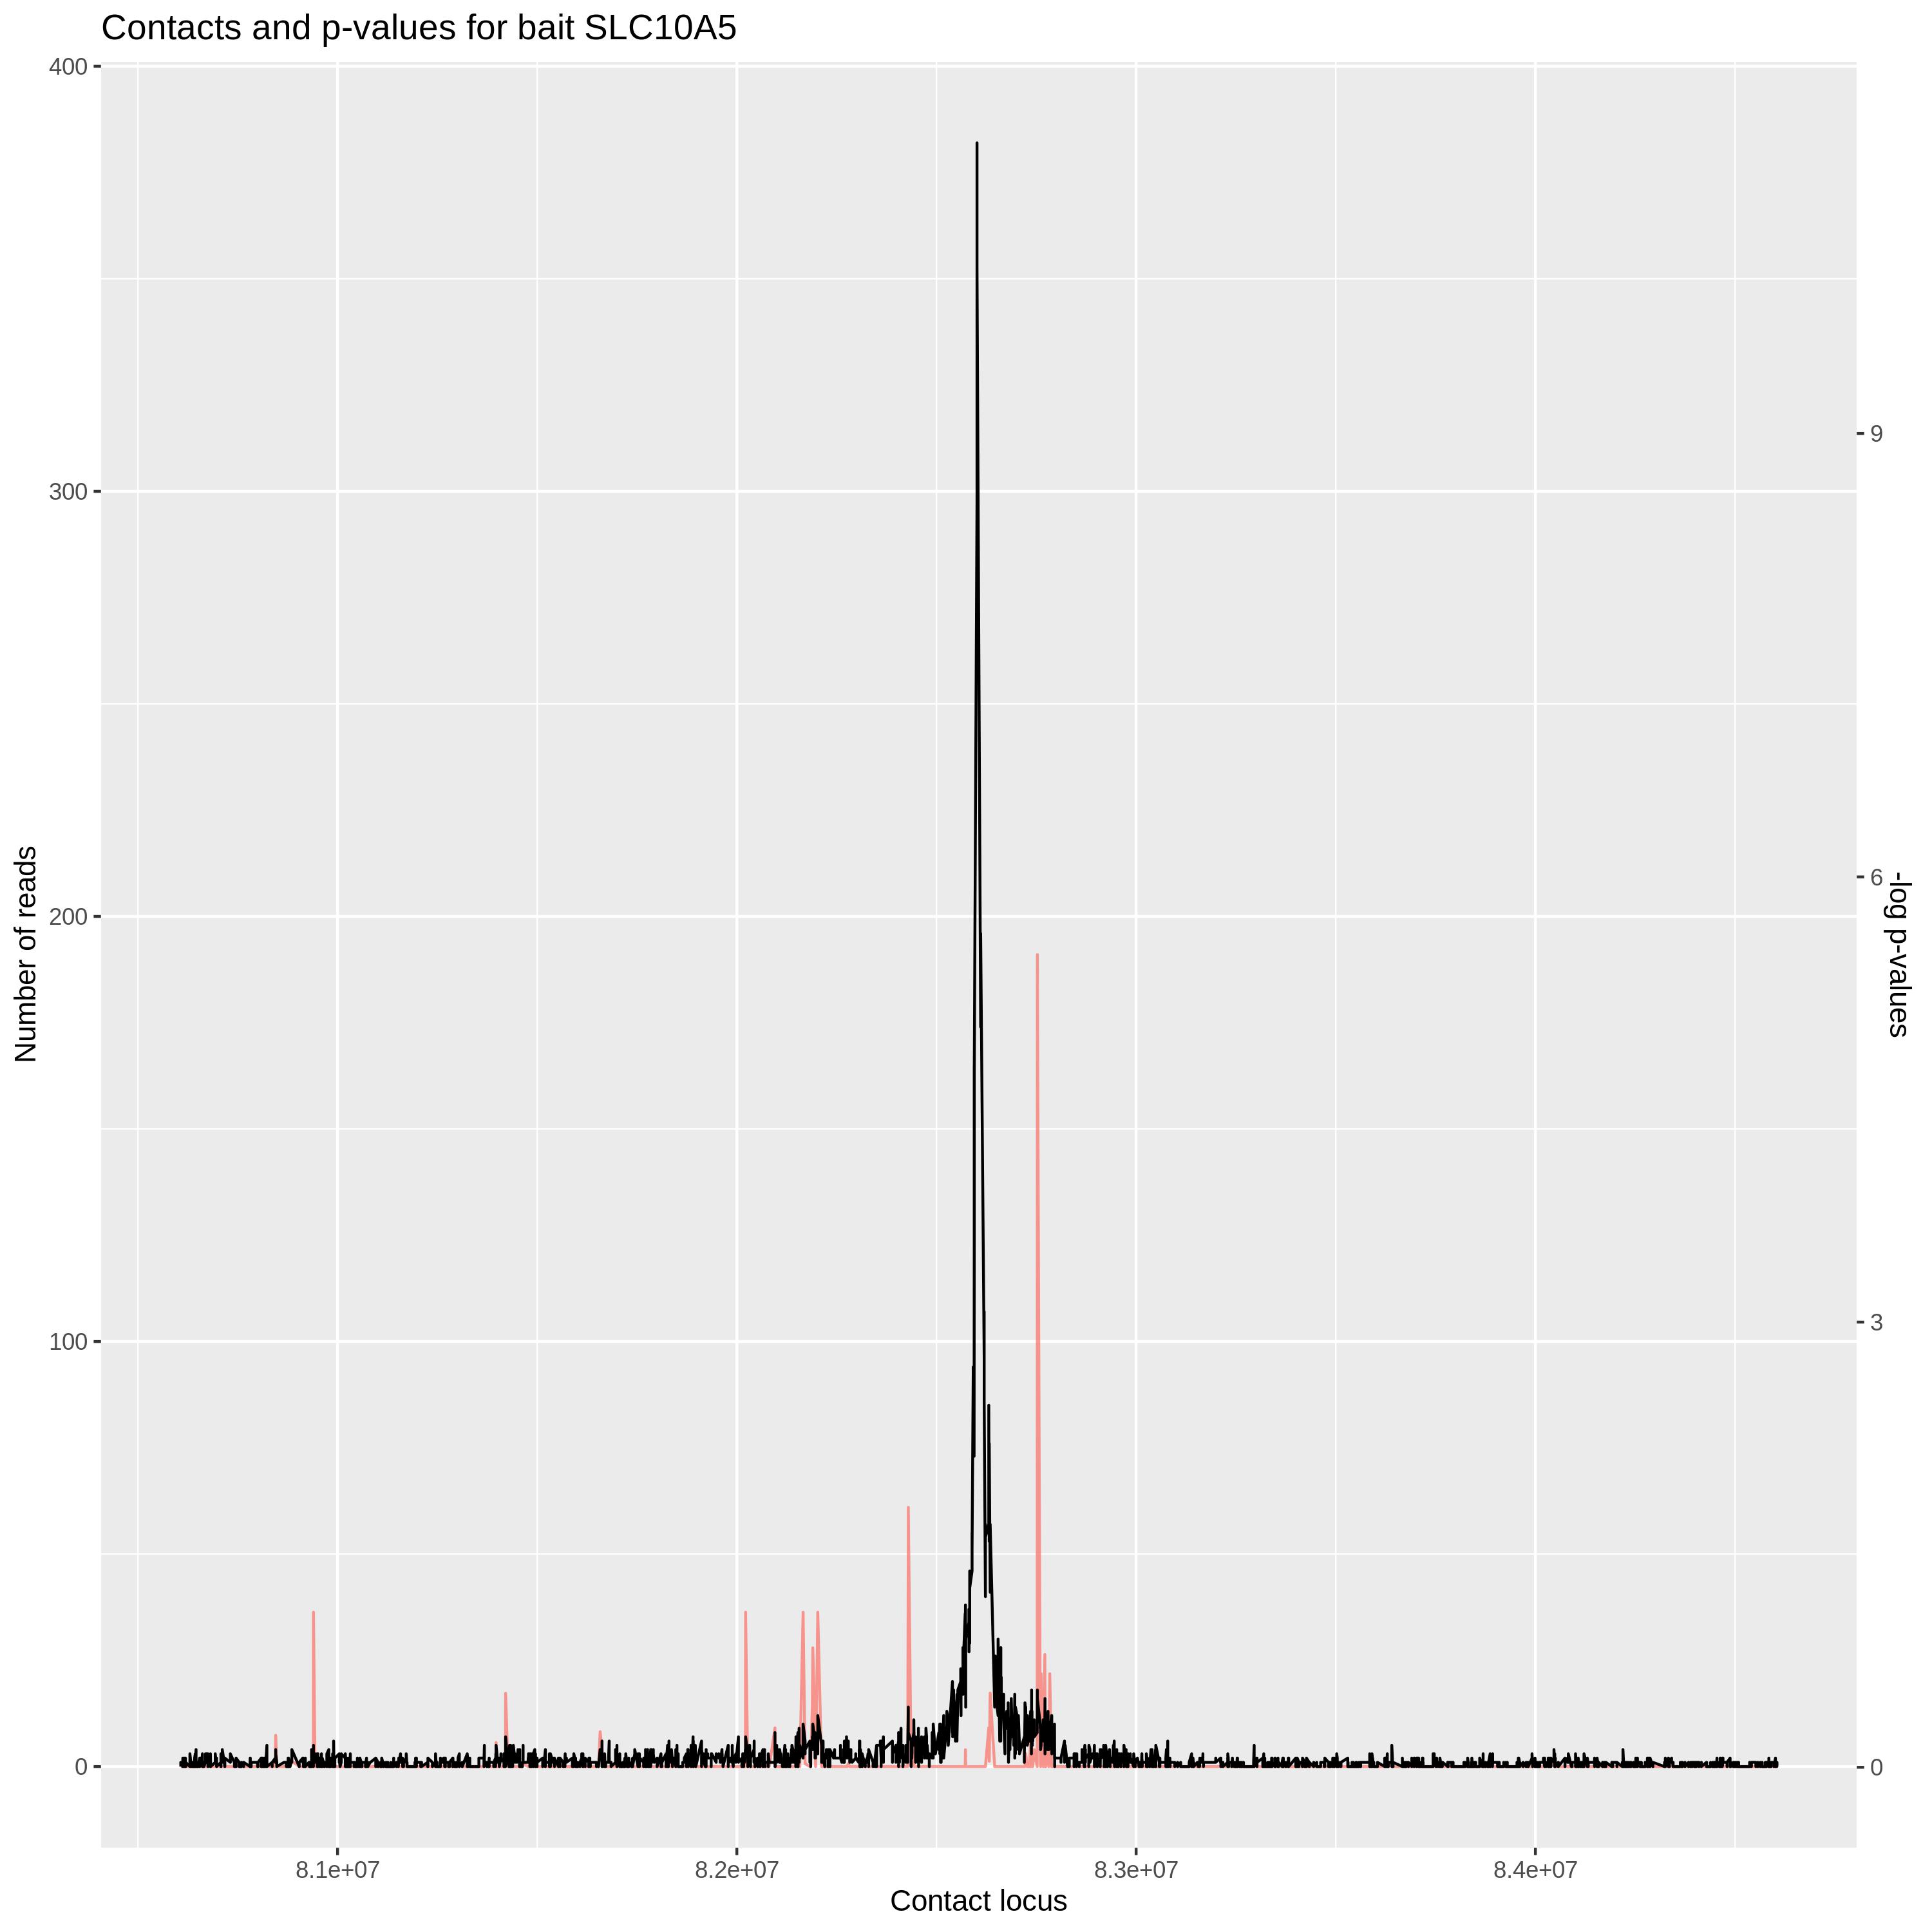 Contacts and p-values for bait SLC10A5
400
300
200
100
0
Number of reads
9
6
3
0
-log p-values
8.1e+07
8.2e+07
8.3e+07
8.4e+07
Contact locus